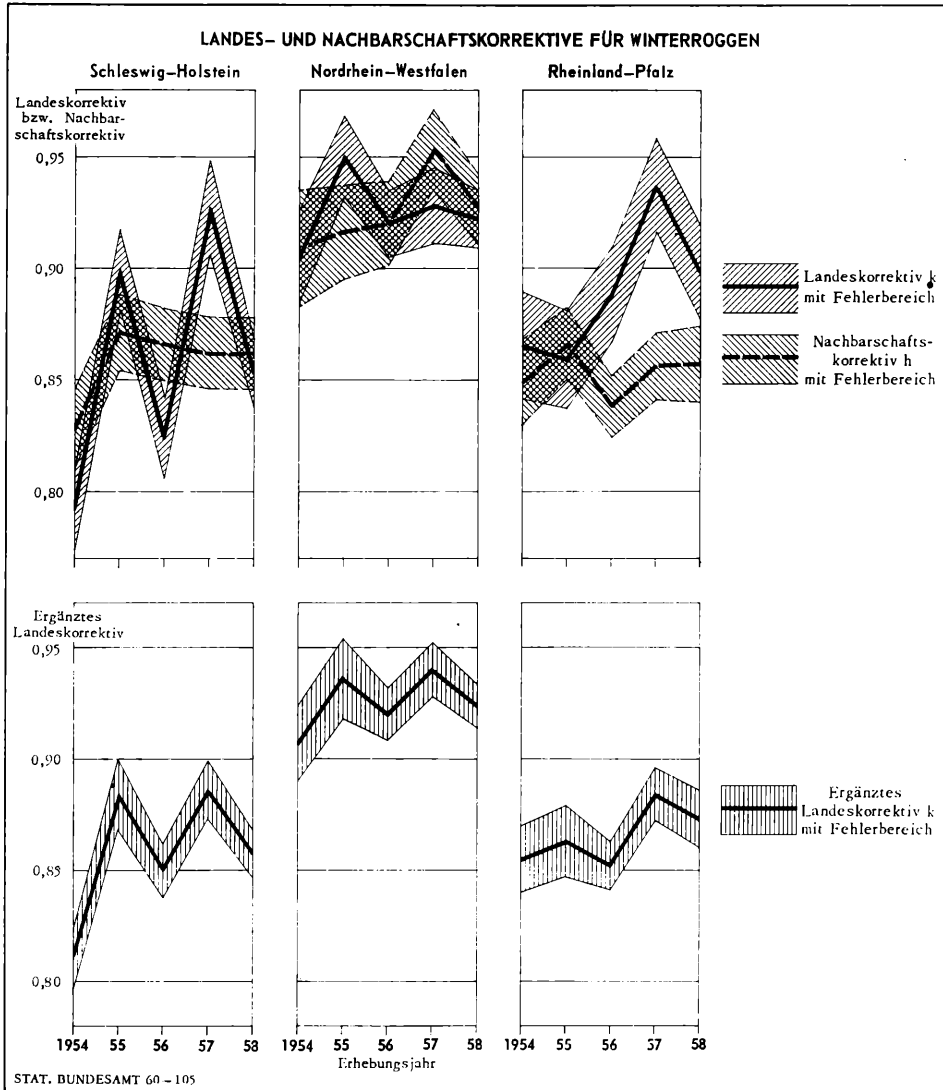 LANDES- UND NACHBARSCHAFTSKORREKTIVE FÜR WINTERROGGEN
Schleswig-Holstein
Nordrhein-Westfalen
Rheinland-Pfalz
Landeskorrektiv
bzw. Nachbar-
schaftskorrektiv
0,95
0,90
0,85
0,80
Landeskorrektiv k
mit Fehlerbereich
Nachbarschafts-
korrektiv h
mit Fehlerbereich
Ergänztes
Landeskorrektiv
0,95
0,90
0,85
0,80
Ergänztes
Landeskorrektiv k
mit Fehlerbereich
1954 55 56 57 58
1954 55 56 57 58
1954 55 56 57 58
Erhebungsjahr
STAT. BUNDESAMT 60 - 105